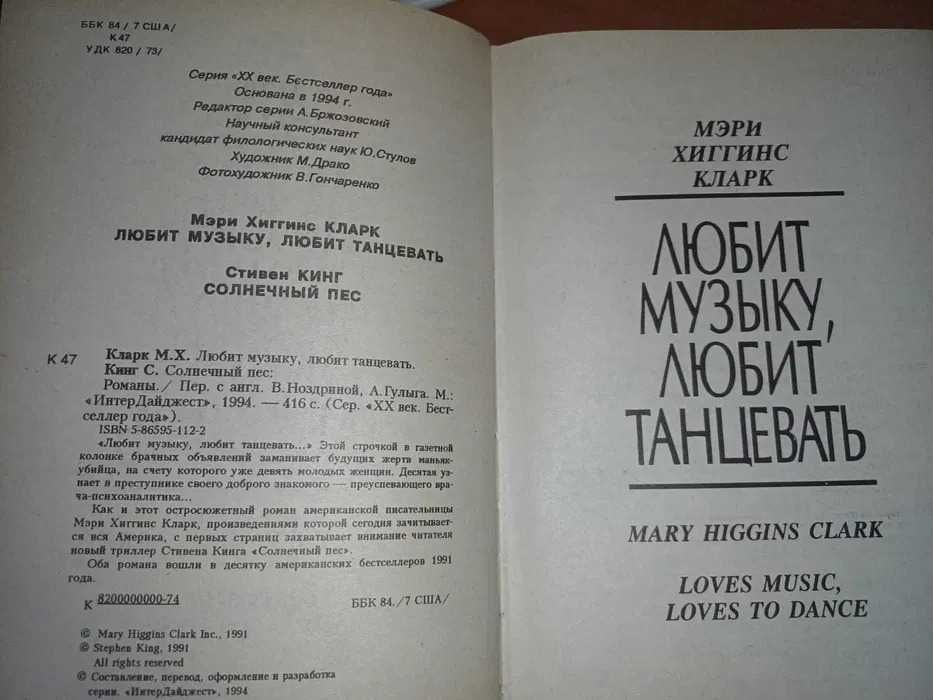 ББК 84 / 7 США/
К47
УДК 820 / 73/
Серия «XX век. Бестселлер года»
Основана в 1994 г.
Редактор серии А.Бржозовский
Научный консультант
кандидат филологических наук Ю.Стулов
Художник М.Драко
Фотохудожник В.Гончаренко
Мэри Хиггинс КЛАРК
ЛЮБИТ МУЗЫКУ, ЛЮБИТ ТАНЦЕВАТЬ
Стивен КИНГ
СОЛНЕЧНЫЙ ПЕС
К 47
Кларк М.Х. Любит музыку, любит танцевать.
Кинг С. Солнечный пес:
Романы./ Пер. с англ. В.Ноздриной, А.Гулыга. М.:
«ИнтерДайджест», 1994. — 416 с. (Сер. «XX век. Бест-
селлер года»).
ISBN 5-86595-112-2
«Любит музыку, любит танцевать...» Этой строчкой в газетной
колонке брачных объявлений заманивает будущих жертв маньяк-
убийца, на счету которого уже девять молодых женщин. Десятая уз-
нает в преступнике своего доброго знакомого — преуспевающего вра-
ча-психоаналитика...
Как и этот остросюжетный роман американской писательницы
Мэри Хиггинс Кларк, произведениями которой сегодня зачитывает-
ся вся Америка, с первых страниц захватывает внимание читателя
новый триллер Стивена Кинга «Солнечный пес».
Оба романа вошли в десятку американских бестселлеров 1991
года.
К 8200000000-74
ББК 84./7 США/
© Mary Higgins Clark Inc., 1991
© Stephen King, 1991
All rights reserved
© Составление, перевод, оформление и разработка
серии. «ИнтерДайджест», 1994
МЭРИ
ХИГГИНС
КЛАРК
ЛЮБИТ
МУЗЫКУ,
ЛЮБИТ
ТАНЦЕВАТЬ
MARY HIGGINS CLARK
LOVES MUSIC,
LOVES TO DANCE